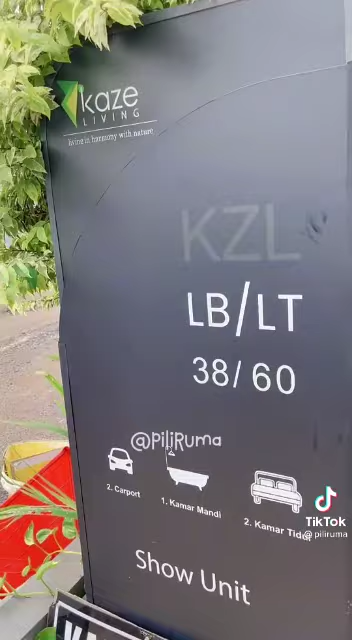 kaze
LIVING
living in harmony with nature
KZL
LB/LT
38/60
@PiliRuma
2. Carport
1. Kamar Mandi
2. Kamar Tidur
TikTok
@piliruma
Show Unit